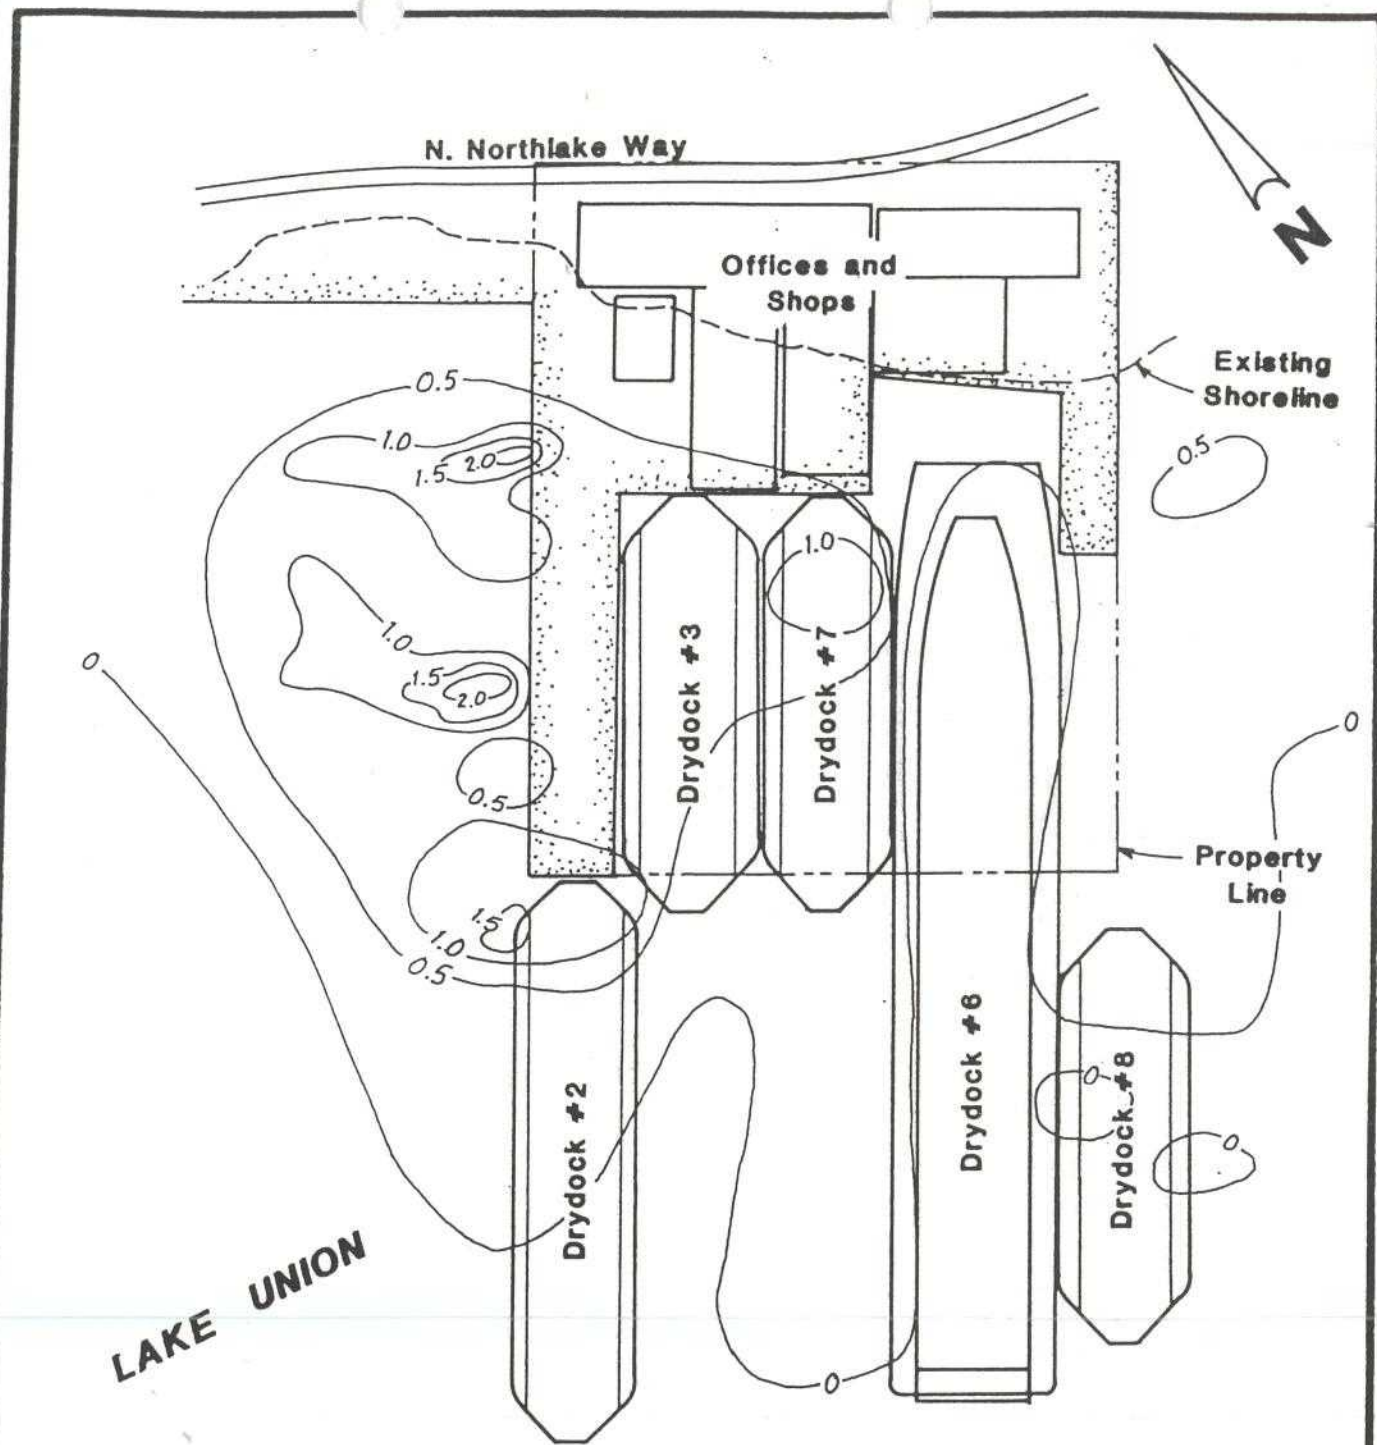 N. Northlake Way
N
Offices and
Shops
Existing
Shoreline
0.5
0.5
1.0
1.5
2.0
1.0
0
1.0
1.5
2.0
Drydock #3
Drydock #7
0
0.5
Property
Line
1.5
1.0
0.5
Drydock #2
Drydock #6
0
Drydock #8
0
LAKE UNION
0